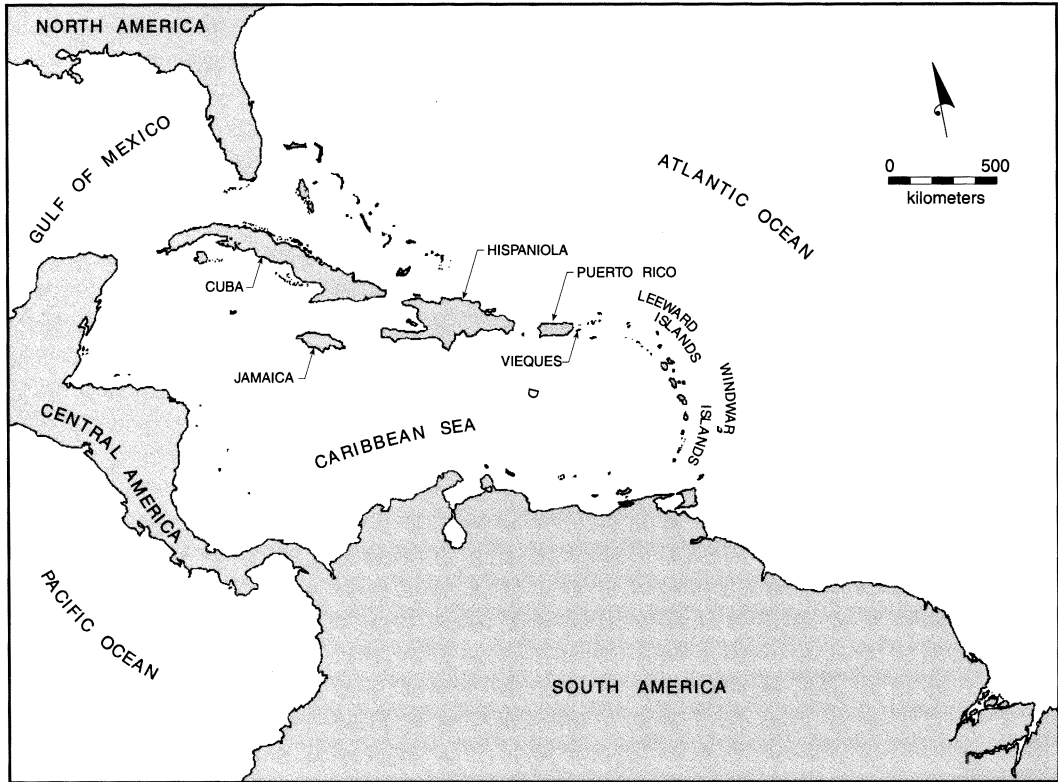 NORTH AMERICA
GULF OF MEXICO
ATLANTIC OCEAN
0 500
kilometers
HISPANIOLA
PUERTO RICO
CUBA
LEEWARD
ISLANDS
VIEQUES
JAMAICA
WINDWAR
ISLANDS
CENTRAL AMERICA
CARIBBEAN SEA
PACIFIC OCEAN
SOUTH AMERICA